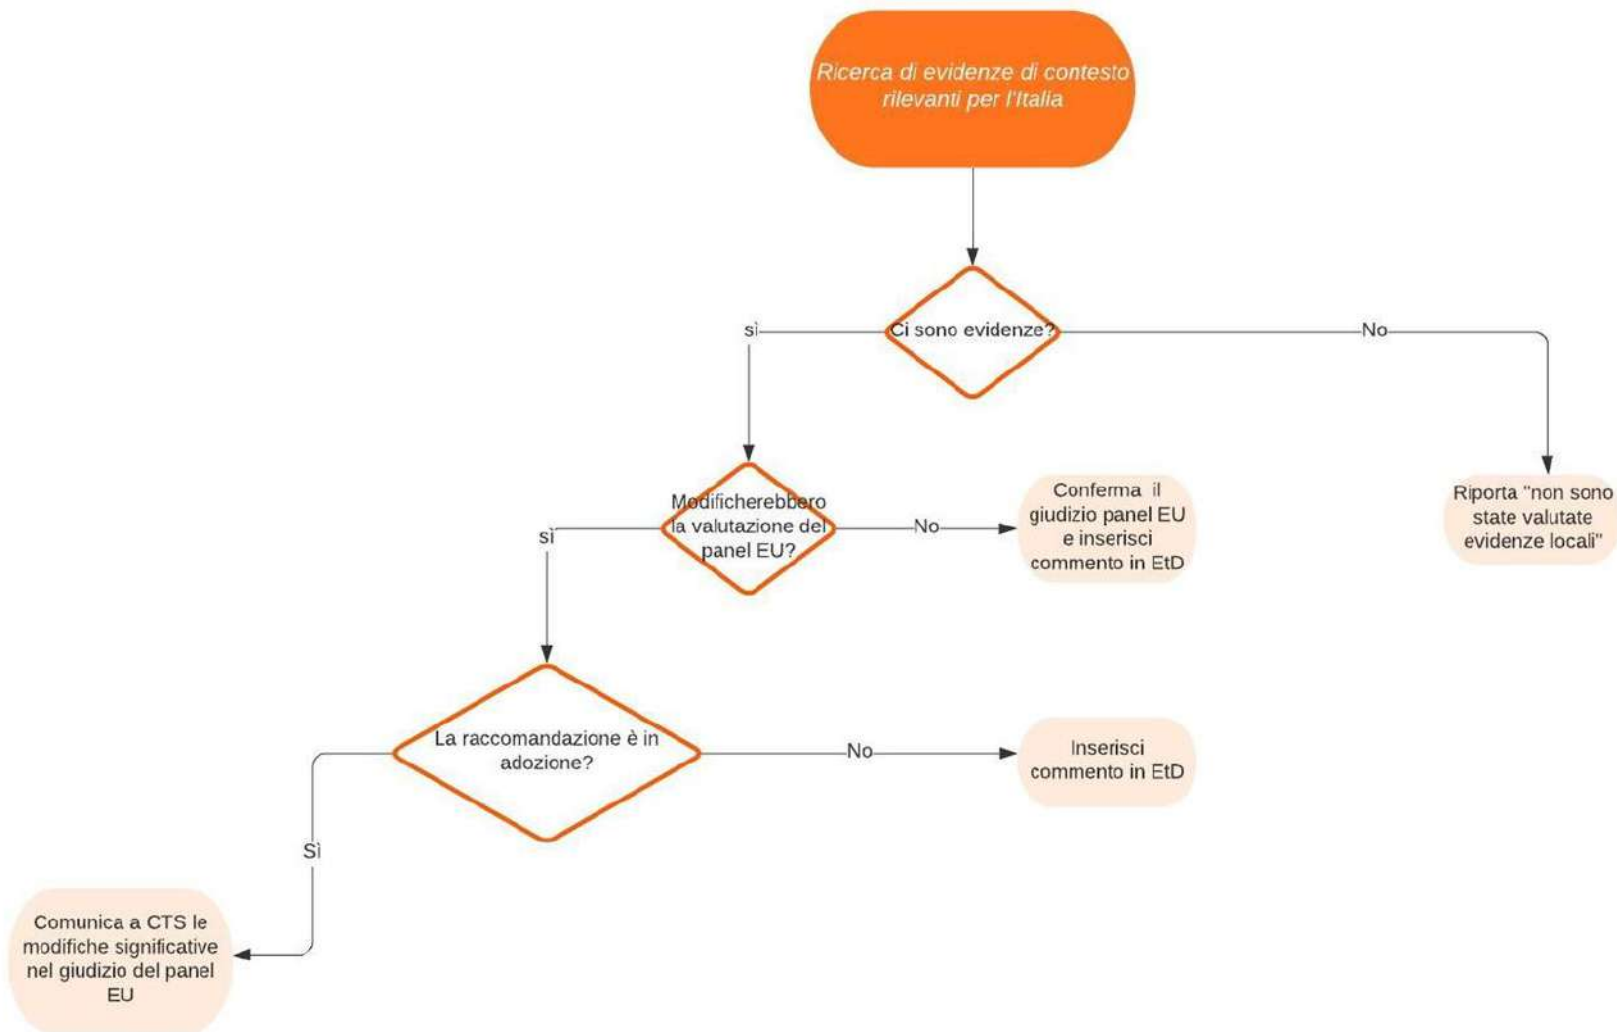 Ricerca di evidenze di contesto
rilevanti per l'Italia
sì
Ci sono evidenze?
No
Modificherebbero
la valutazione del
panel EU?
sì
No
Conferma il
giudizio panel EU
e inserisci
commento in EtD
Riporta "non sono
state valutate
evidenze locali"
La raccomandazione è in
adozione?
No
Inserisci
commento in EtD
Sì
Comunica a CTS le
modifiche significative
nel giudizio del panel
EU